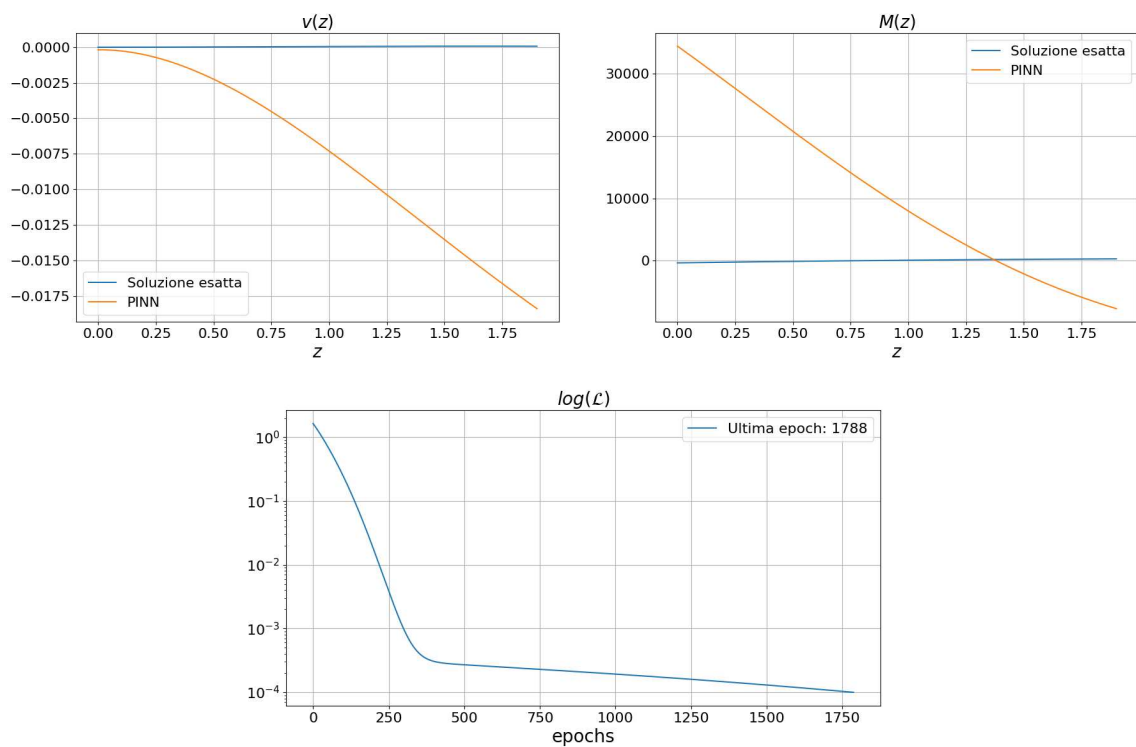 v(z)
0.0000
−0.0025
−0.0050
−0.0075
−0.0100
−0.0125
−0.0150
−0.0175
Soluzione esatta
PINN
0.00 0.25 0.50 0.75 1.00 1.25 1.50 1.75
z
M(z)
30000
20000
10000
0
Soluzione esatta
PINN
0.00 0.25 0.50 0.75 1.00 1.25 1.50 1.75
z
log(ℒ)
10⁰
10⁻¹
10⁻²
10⁻³
10⁻⁴
Ultima epoch: 1788
0 250 500 750 1000 1250 1500 1750
epochs